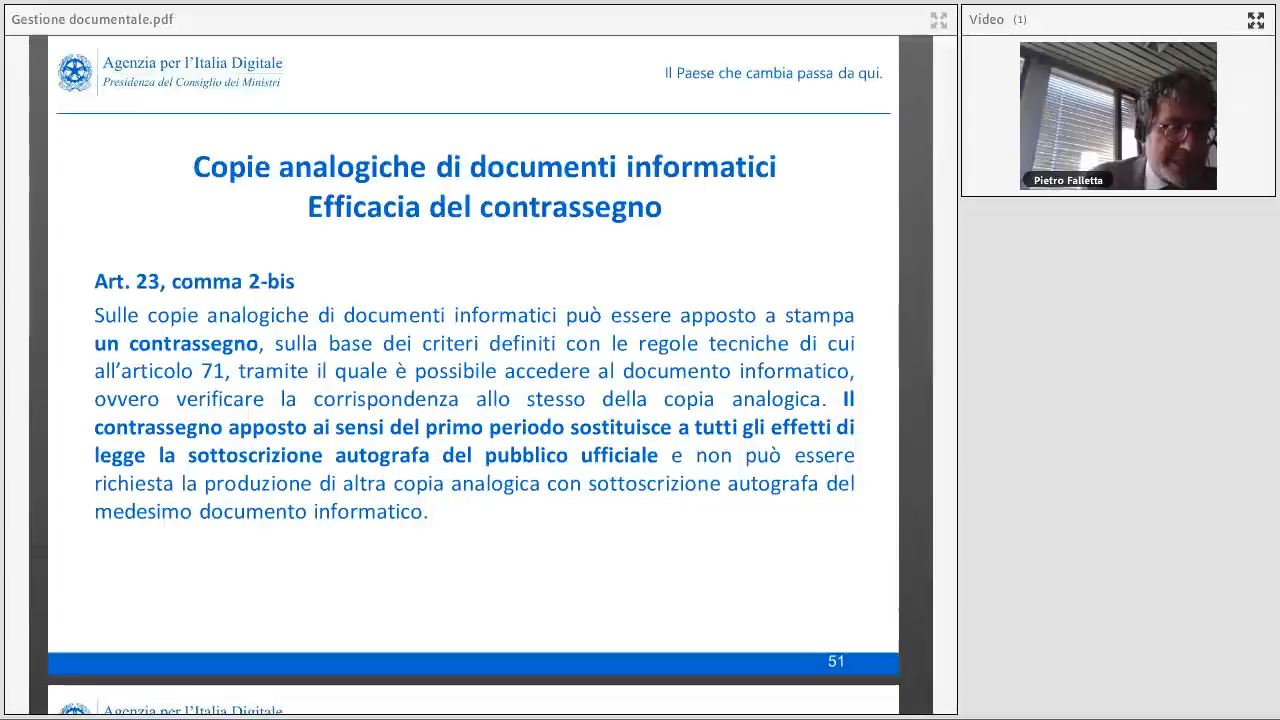 Gestione documentale.pdf
Video (1)
Agenzia per l'Italia Digitale
Presidenza del Consiglio dei Ministri
Il Paese che cambia passa da qui.
Pietro Falletta
Copie analogiche di documenti informatici
Efficacia del contrassegno
Art. 23, comma 2-bis
Sulle copie analogiche di documenti informatici può essere apposto a stampa
un contrassegno, sulla base dei criteri definiti con le regole tecniche di cui
all'articolo 71, tramite il quale è possibile accedere al documento informatico,
ovvero verificare la corrispondenza allo stesso della copia analogica. Il
contrassegno apposto ai sensi del primo periodo sostituisce a tutti gli effetti di
legge la sottoscrizione autografa del pubblico ufficiale e non può essere
richiesta la produzione di altra copia analogica con sottoscrizione autografa del
medesimo documento informatico.
51
Agenzia per l'Italia Digitale